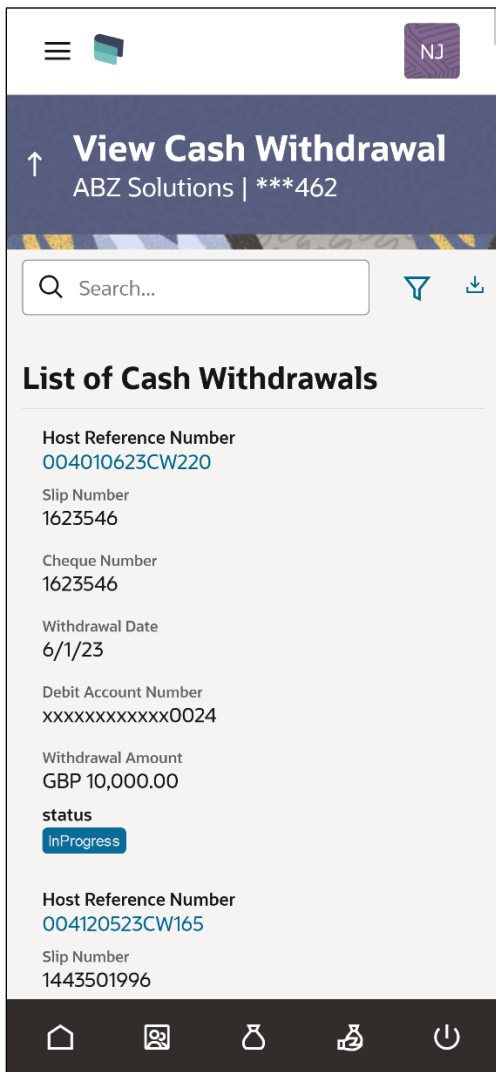 NJ
View Cash Withdrawal
ABZ Solutions | ***462
Search...
List of Cash Withdrawals
Host Reference Number
004010623CW220
Slip Number
1623546
Cheque Number
1623546
Withdrawal Date
6/1/23
Debit Account Number
xxxxxxxxxxxx0024
Withdrawal Amount
GBP 10,000.00
status
InProgress
Host Reference Number
004120523CW165
Slip Number
1443501996